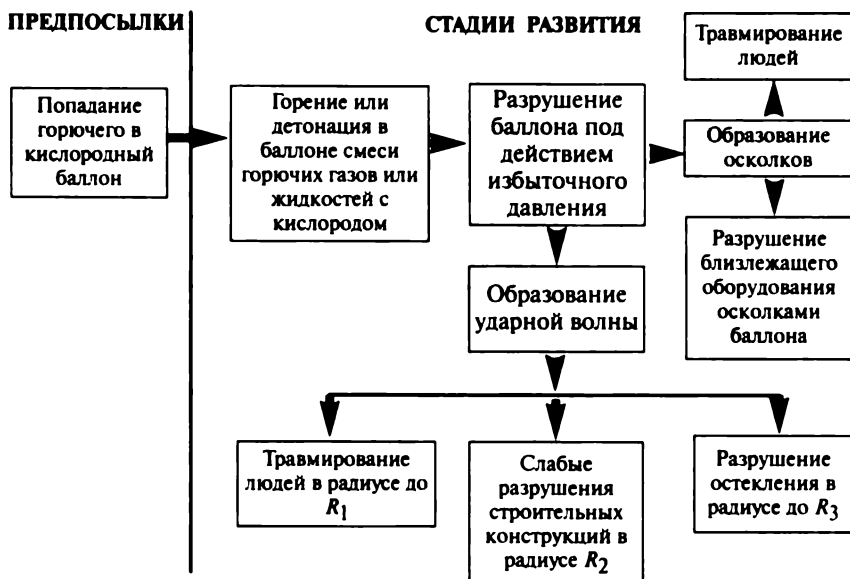 ПРЕДПОСЫЛКИ
СТАДИИ РАЗВИТИЯ
Попадание
горючего в
кислородный
баллон
Горение или
детонация в
баллоне смеси
горючих газов или
жидкостей с
кислородом
Разрушение
баллона под
действием
избыточного
давления
Травмирование
людей
Образование
осколков
Разрушение
близлежащего
оборудования
осколками
баллона
Образование
ударной волны
Травмирование
людей в радиусе до
R1
Слабые
разрушения
строительных
конструкций в
радиусе R2
Разрушение
остекления в
радиусе до R3